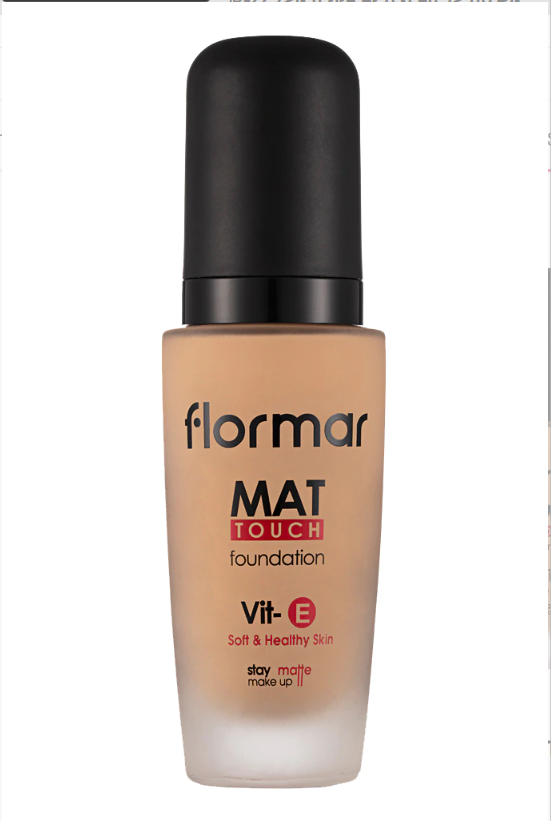 flormar
MAT
TOUCH
foundation
Vit- E
Soft & Healthy Skin
stay matte
make up